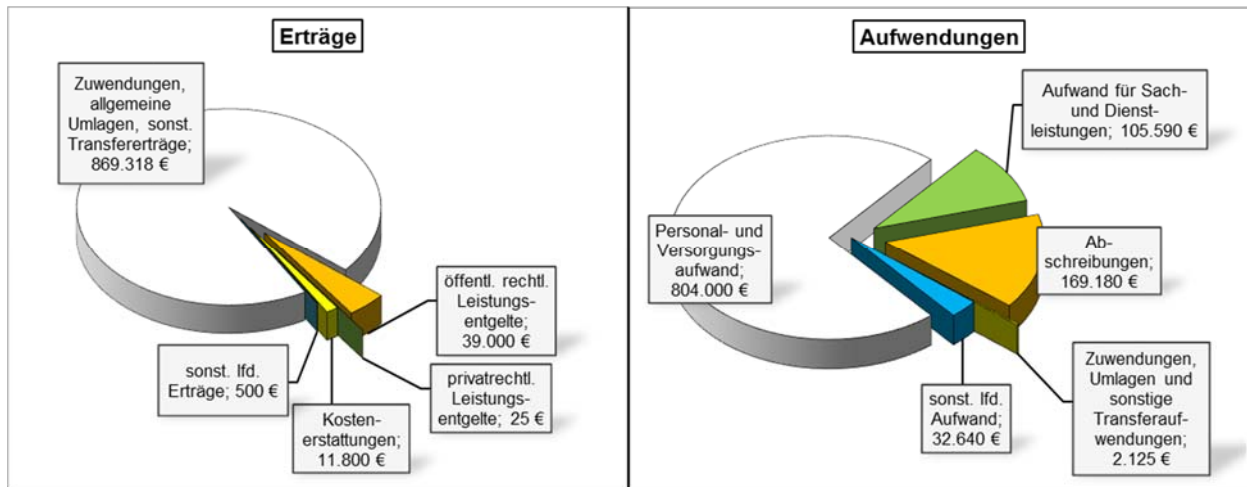 Erträge
Zuwendungen,
allgemeine
Umlagen, sonst.
Transfererträge;
869.318 €
öffentl. rechtl.
Leistungs-
entgelte;
39.000 €
privatrechtl.
Leistungs-
entgelte; 25 €
Kosten-
erstattungen;
11.800 €
sonst. lfd.
Erträge; 500 €
Aufwendungen
Aufwand für Sach-
und Dienst-
leistungen; 105.590 €
Ab-
schreibungen;
169.180 €
Zuwendungen,
Umlagen und
sonstige
Transferauf-
wendungen;
2.125 €
sonst. lfd.
Aufwand;
32.640 €
Personal- und
Versorgungs-
aufwand;
804.000 €